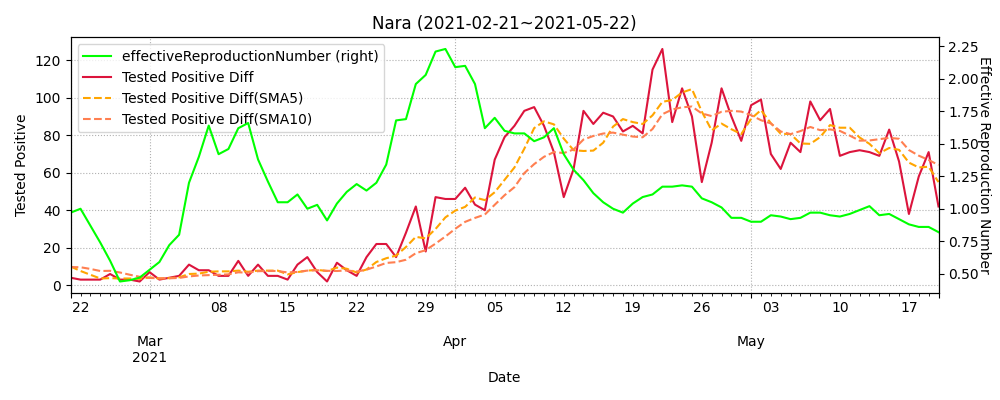 Nara (2021-02-21~2021-05-22)
effectiveReproductionNumber (right)
Tested Positive Diff
Tested Positive Diff(SMA5)
Tested Positive Diff(SMA10)
Tested Positive
120
100
80
60
40
20
0
2.25
2.00
1.75
1.50
1.25
1.00
0.75
0.50
Effective Reproduction Number
22 08 15 22 29 05 12 19 26 03 10 17
Mar Apr May
2021
Date